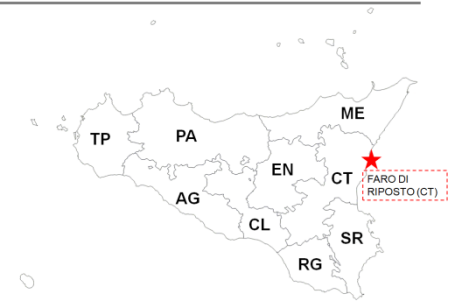 ME
TP
PA
EN
CT
FARO DI
RIPOSTO (CT)
AG
CL
SR
RG